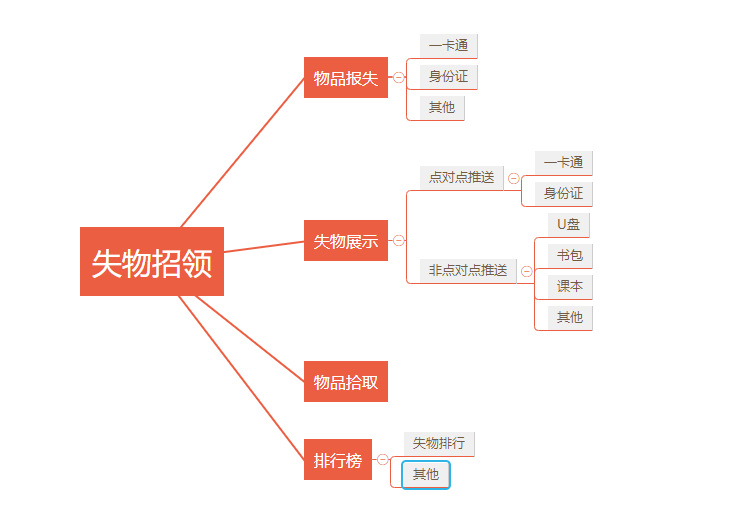 失物招领
物品报失
一卡通
身份证
其他
失物展示
点对点推送
一卡通
身份证
非点对点推送
U盘
书包
课本
其他
物品拾取
排行榜
失物排行
其他